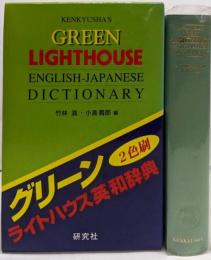 KENKYUSHA'S
GREEN
LIGHTHOUSE
ENGLISH-JAPANESE
DICTIONARY
竹林 滋・小島義郎 編
2色刷
グリーン
ライトハウス英和辞典
研究社
KENKYUSHA